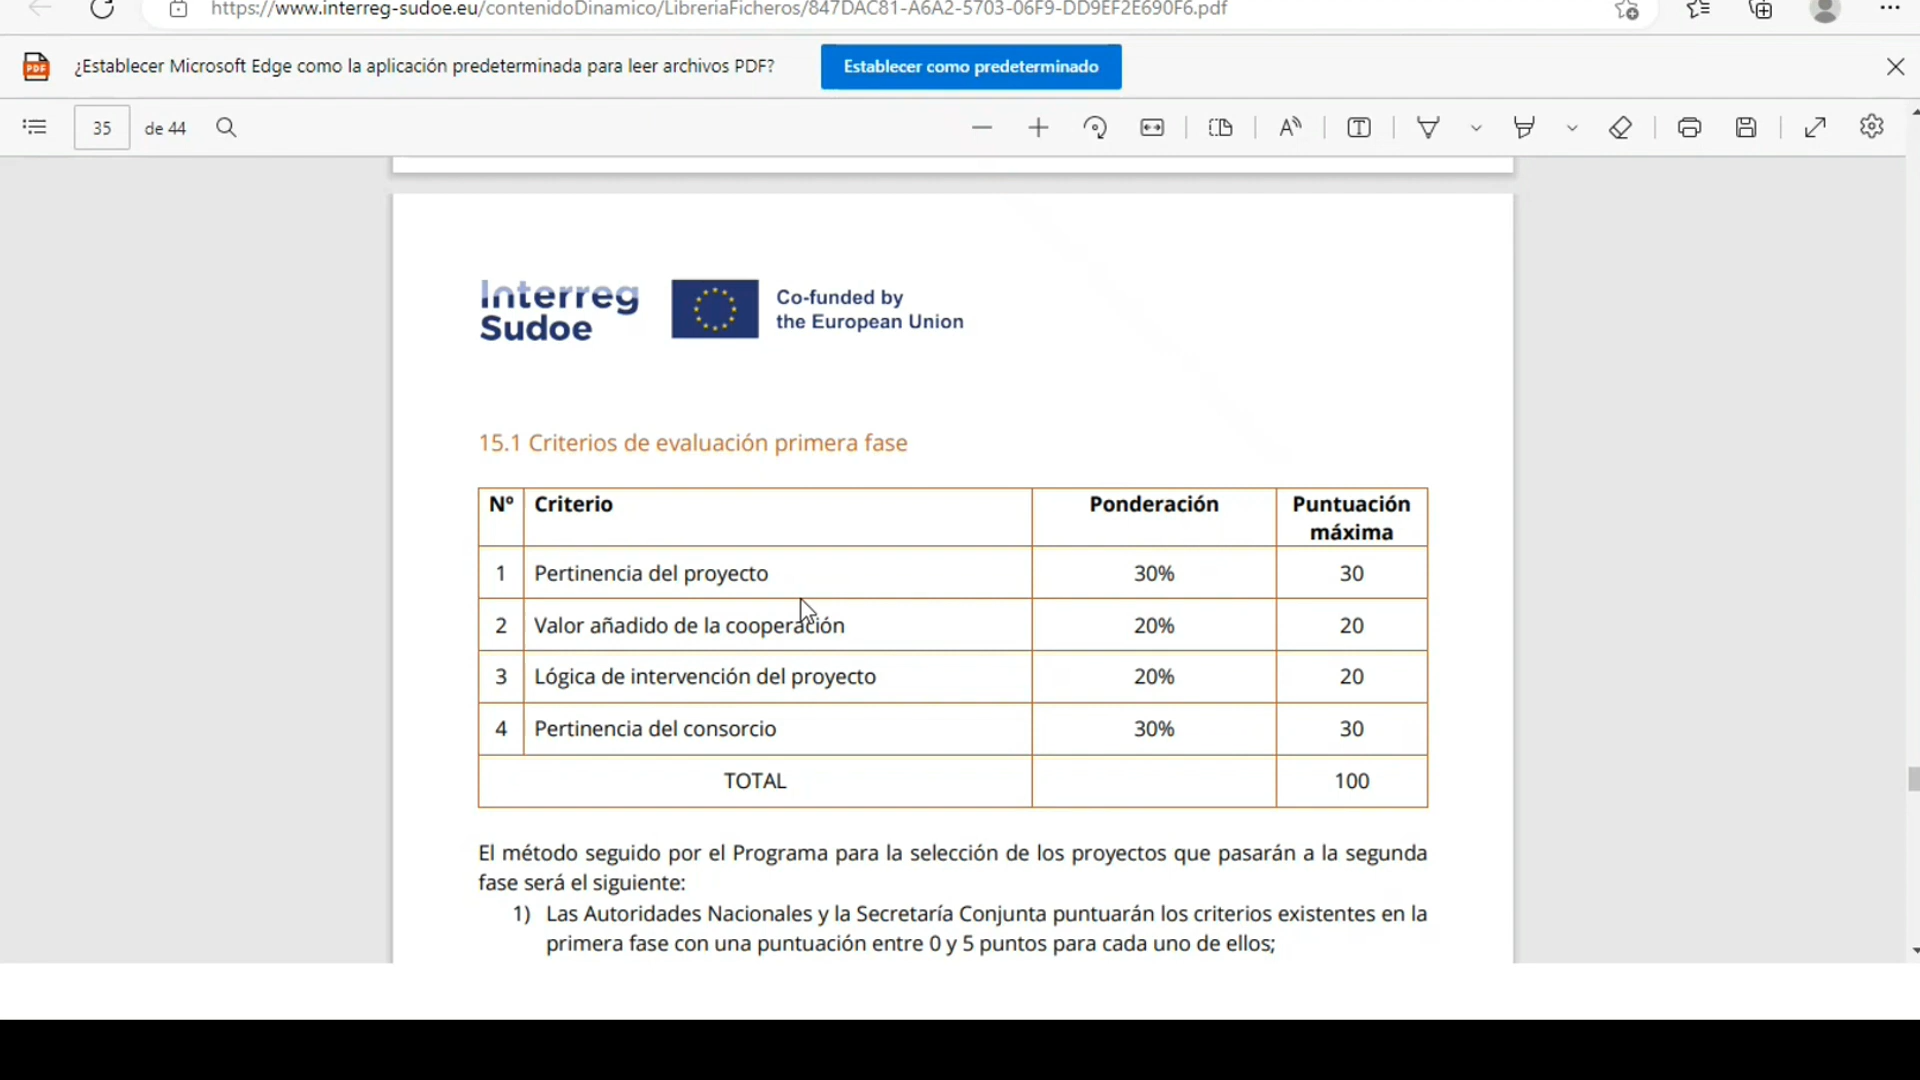 https://www.interreg-sudoe.eu/contenidoDinamico/LibreriaFicheros/847DAC81-A6A2-5703-06F9-DD9EF2E690F6.pdf
PDF
¿Establecer Microsoft Edge como la aplicación predeterminada para leer archivos PDF?
Establecer como predeterminado
35 de 44
Interreg
Sudoe
Co-funded by
the European Union
15.1 Criterios de evaluación primera fase
Nº Criterio Ponderación Puntuación máxima
1 Pertinencia del proyecto 30% 30
2 Valor añadido de la cooperación 20% 20
3 Lógica de intervención del proyecto 20% 20
4 Pertinencia del consorcio 30% 30
TOTAL 100
El método seguido por el Programa para la selección de los proyectos que pasarán a la segunda
fase será el siguiente:
1) Las Autoridades Nacionales y la Secretaría Conjunta puntuarán los criterios existentes en la
primera fase con una puntuación entre 0 y 5 puntos para cada uno de ellos;